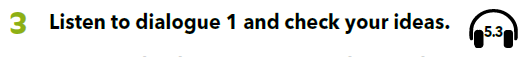 3 Listen to dialogue 1 and check your ideas. 5.3